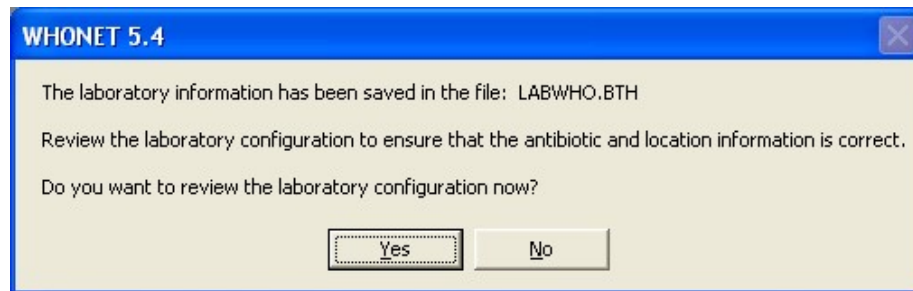 WHONET 5.4
The laboratory information has been saved in the file: LABWHO.BTH
Review the laboratory configuration to ensure that the antibiotic and location information is correct.
Do you want to review the laboratory configuration now?
Yes No